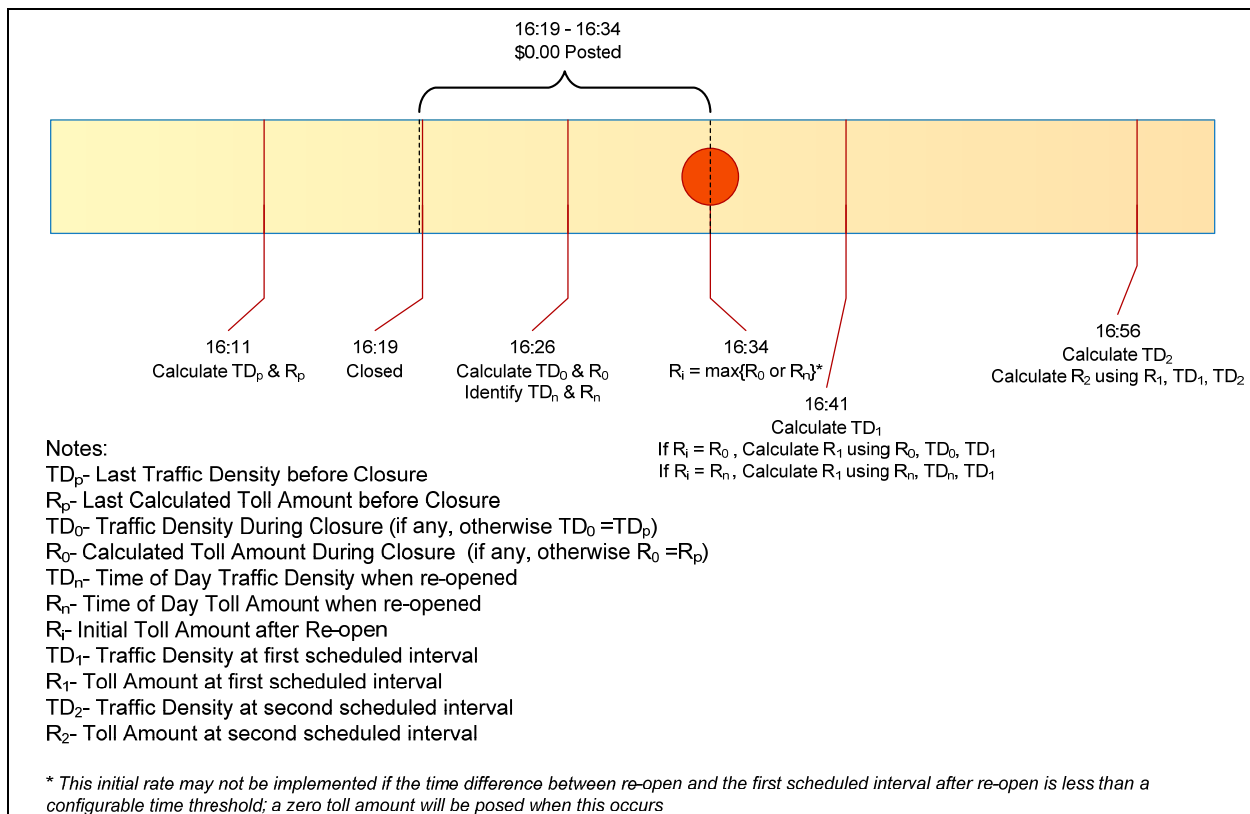 16:19 - 16:34
$0.00 Posted
16:11
Calculate TDp & Rp
16:19
Closed
16:26
Calculate TD0 & R0
Identify TDn & Rn
16:34
Ri = max{R0 or Rn}*
16:41
Calculate TD1
If Ri = R0 , Calculate R1 using R0, TD0, TD1
If Ri = Rn, Calculate R1 using Rn, TDn, TD1
16:56
Calculate TD2
Calculate R2 using R1, TD1, TD2
Notes:
TDp- Last Traffic Density before Closure
Rp- Last Calculated Toll Amount before Closure
TD0- Traffic Density During Closure (if any, otherwise TD0 =TDp)
R0- Calculated Toll Amount During Closure (if any, otherwise R0 =Rp)
TDn- Time of Day Traffic Density when re-opened
Rn- Time of Day Toll Amount when re-opened
Ri- Initial Toll Amount after Re-open
TD1- Traffic Density at first scheduled interval
R1- Toll Amount at first scheduled interval
TD2- Traffic Density at second scheduled interval
R2- Toll Amount at second scheduled interval
* This initial rate may not be implemented if the time difference between re-open and the first scheduled interval after re-open is less than a
configurable time threshold; a zero toll amount will be posed when this occurs